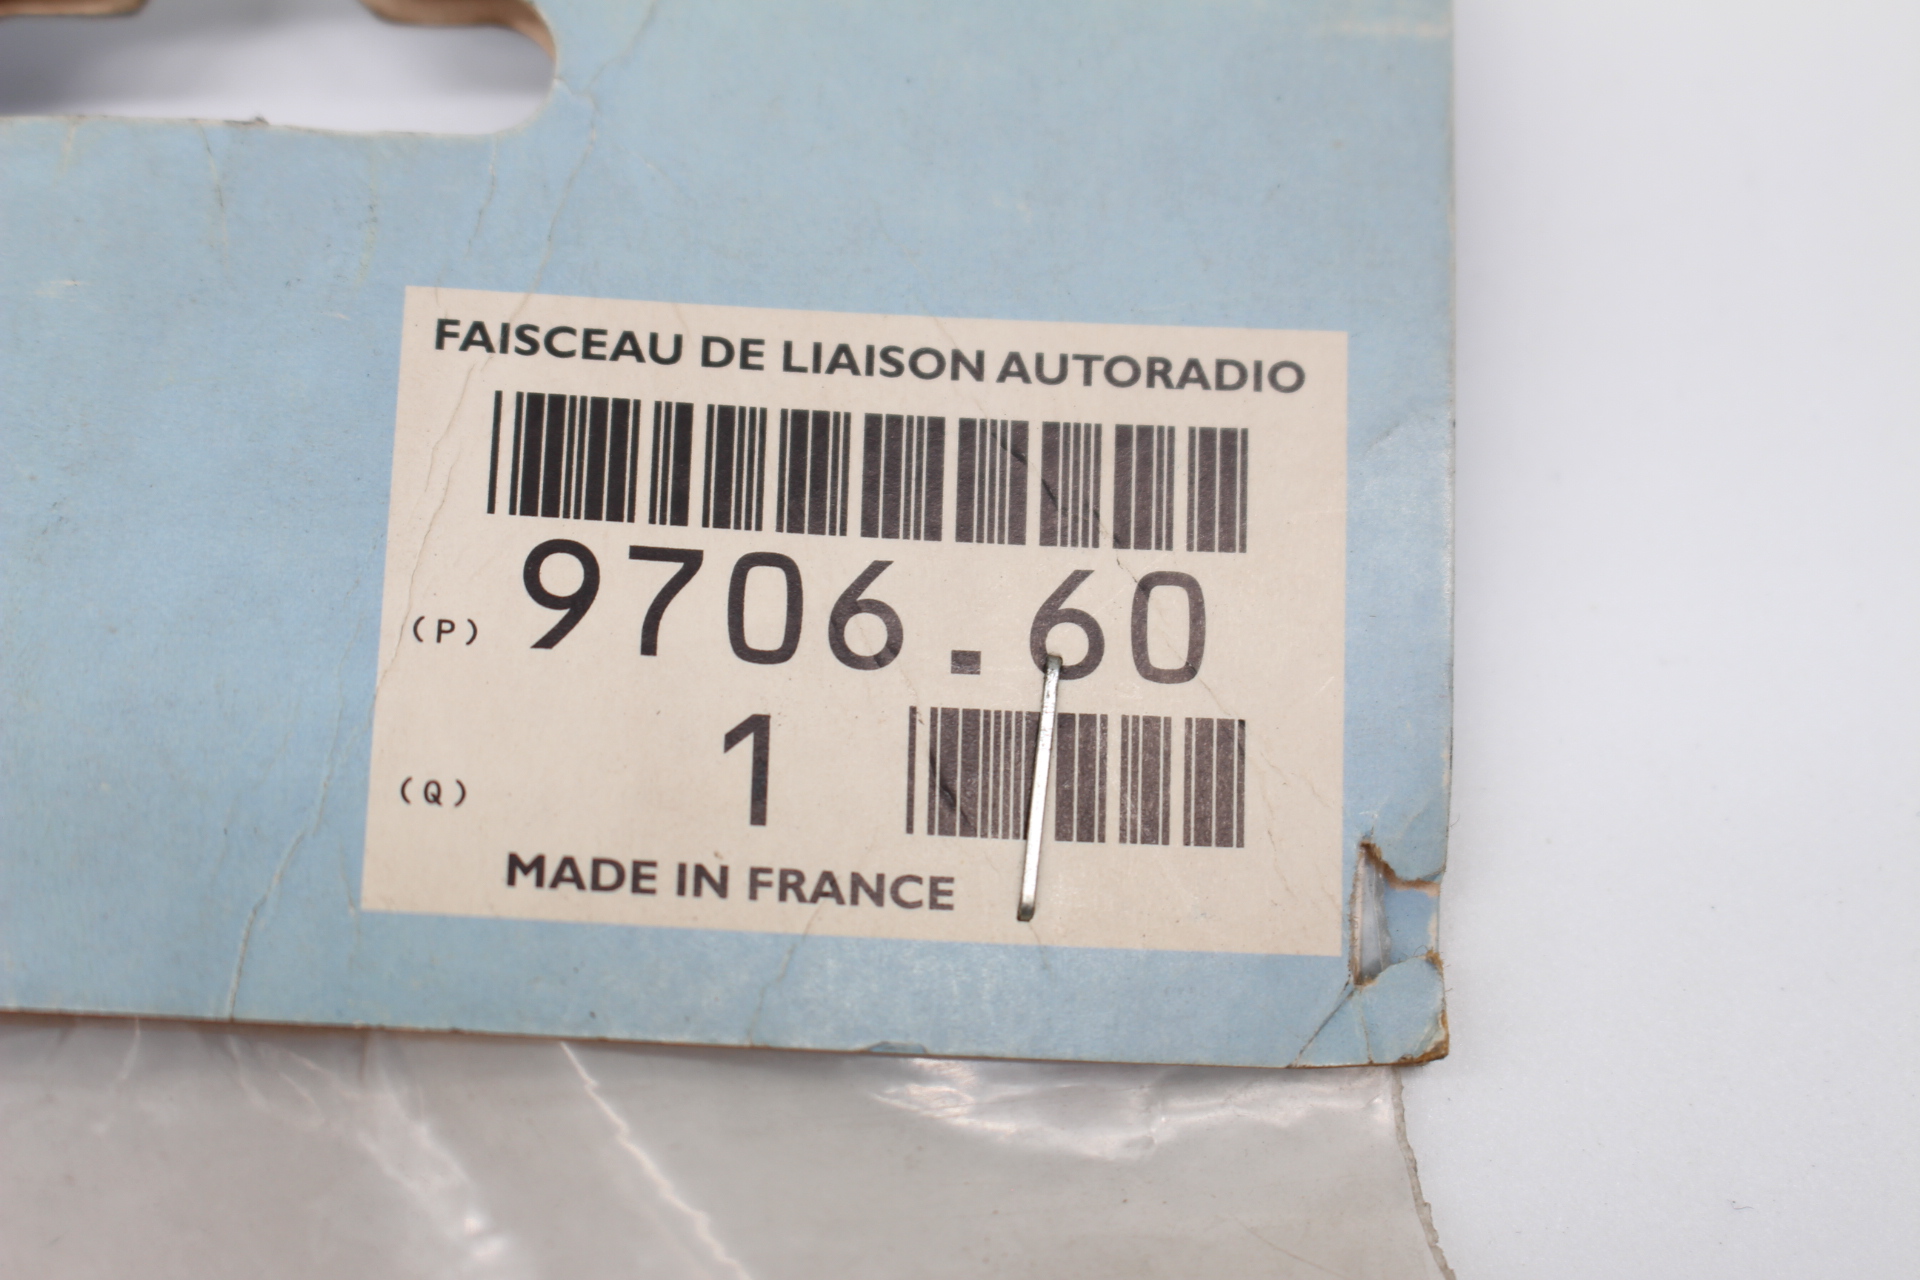 FAISCEAU DE LIAISON AUTORADIO
(P) 9706.60
(Q) 1
MADE IN FRANCE